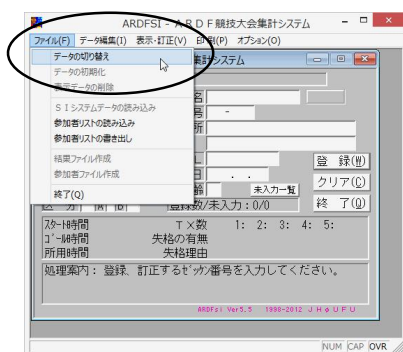 ARDFSI - ＡＲＤＦ競技大会集計システム
ファイル(F) データ編集(I) 表示・訂正(V) 印刷(P) オプション(O)
データの切り替え
データの初期化
表示データの削除
ＳＩシステムデータの読み込み
参加者リストの読み込み
参加者リストの書き出し
結果ファイル作成
参加者ファイル作成
終了(Q)
集計システム
名
号 -
所
L
日 . .
齢 未入力一覧
登 録(W)
クリア(C)
終 了(Q)
区 分 登録数/未入力：0/0
スタート時間 ＴＸ数 1: 2: 3: 4: 5:
ゴール時間 失格の有無
所用時間 失格理由
処理案内： 登録、訂正するゼッケン番号を入力してください。
ARDFsi Ver5.5 1998-2012 ＪＨ０ＵＦＵ
NUM CAP OVR